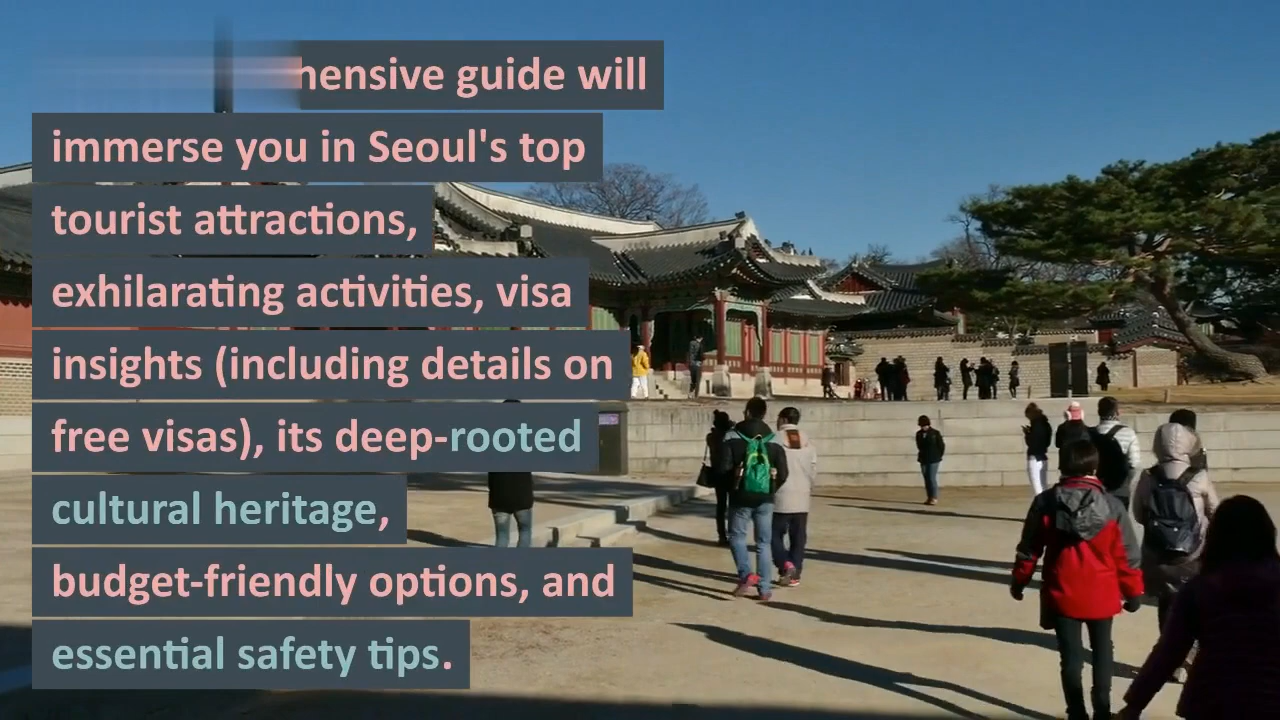 guide will
immerse you in Seoul's top
tourist attractions,
exhilarating activities, visa
insights (including details on
free visas), its deep-rooted
cultural heritage,
budget-friendly options, and
essential safety tips.